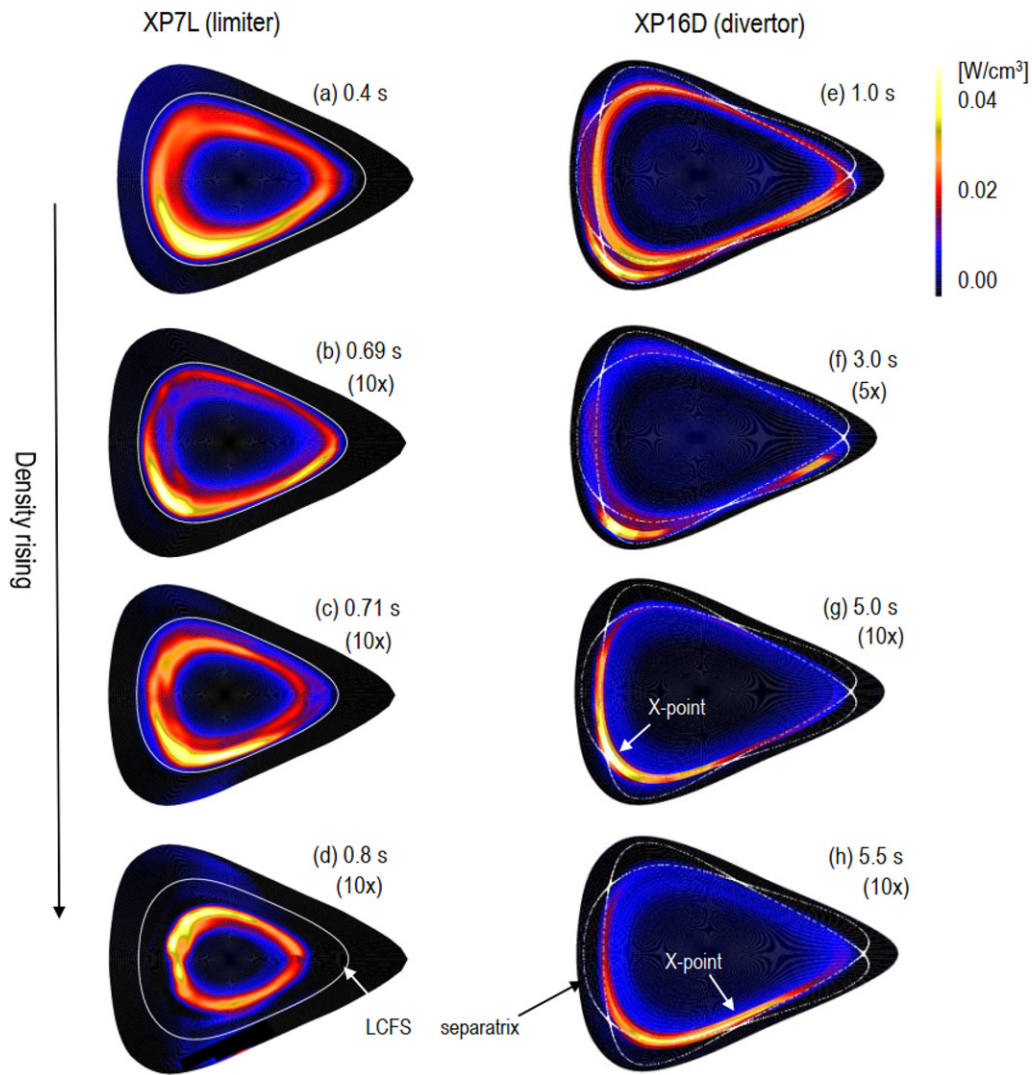 XP7L (limiter)
XP16D (divertor)
[W/cm³]
0.04
0.02
0.00
(a) 0.4 s
(e) 1.0 s
(b) 0.69 s
(10x)
(f) 3.0 s
(5x)
Density rising
(c) 0.71 s
(10x)
(g) 5.0 s
(10x)
X-point
(d) 0.8 s
(10x)
(h) 5.5 s
(10x)
X-point
LCFS
separatrix